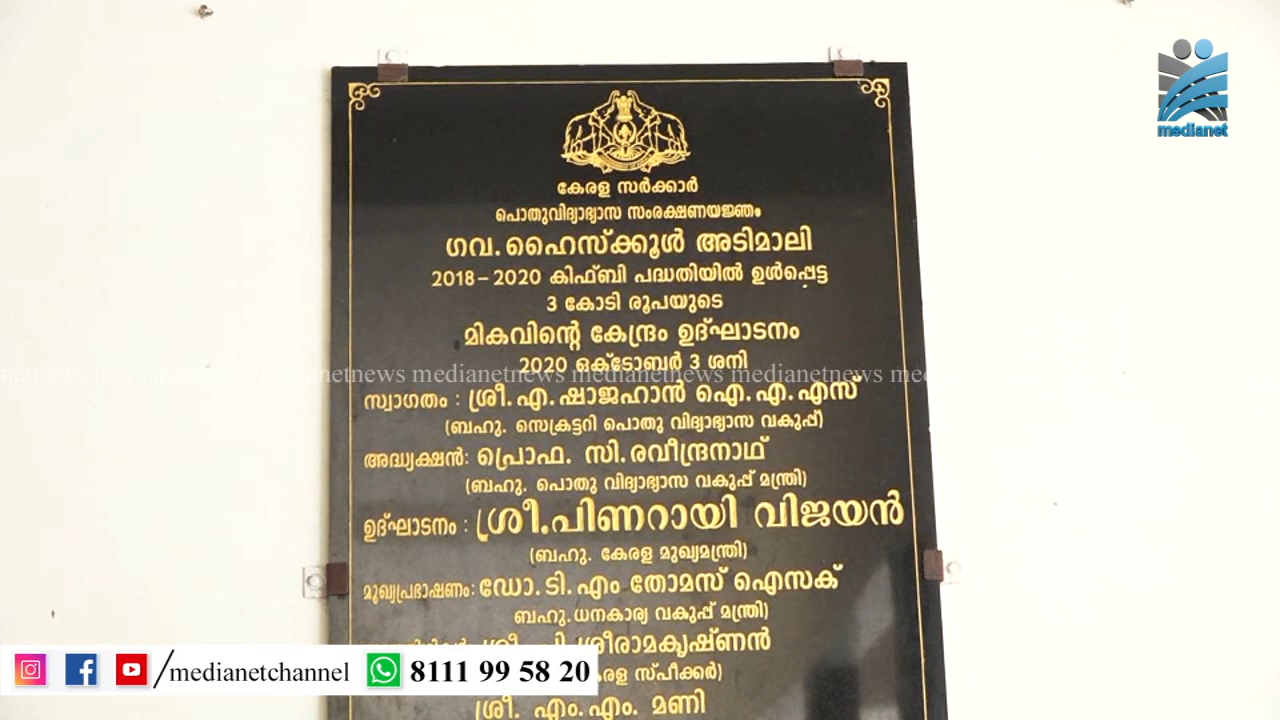 medianet
കേരള സർക്കാർ
പൊതുവിദ്യാഭ്യാസ സംരക്ഷണയജ്ഞം
ഗവ.ഹൈസ്ക്കൂൾ അടിമാലി
2018-2020 കിഫ്ബി പദ്ധതിയിൽ ഉൾപ്പെട്ട
3 കോടി രൂപയുടെ
മികവിന്റെ കേന്ദ്രം ഉദ്ഘാടനം
2020 ഒക്ടോബർ 3 ശനി
medianetnews medianetnews medianetnews medianetnews
സ്വാഗതം : ശ്രീ.എ.ഷാജഹാൻ ഐ.എ.എസ്
(ബഹു. സെക്രട്ടറി പൊതു വിദ്യാഭ്യാസ വകുപ്പ്)
അദ്ധ്യക്ഷൻ: പ്രൊഫ. സി.രവീന്ദ്രനാഥ്
(ബഹു. പൊതു വിദ്യാഭ്യാസ വകുപ്പ് മന്ത്രി)
ഉദ്ഘാടനം : ശ്രീ.പിണറായി വിജയൻ
(ബഹു. കേരള മുഖ്യമന്ത്രി)
മുഖ്യപ്രഭാഷണം: ഡോ.ടി.എം തോമസ് ഐസക്
ബഹു.ധനകാര്യ വകുപ്പ് മന്ത്രി)
ശ്രീരാമകൃഷ്ണൻ
സ്പീക്കർ)
ശ്രീ. എം.എം. മണി
/medianetchannel 8111 99 58 20